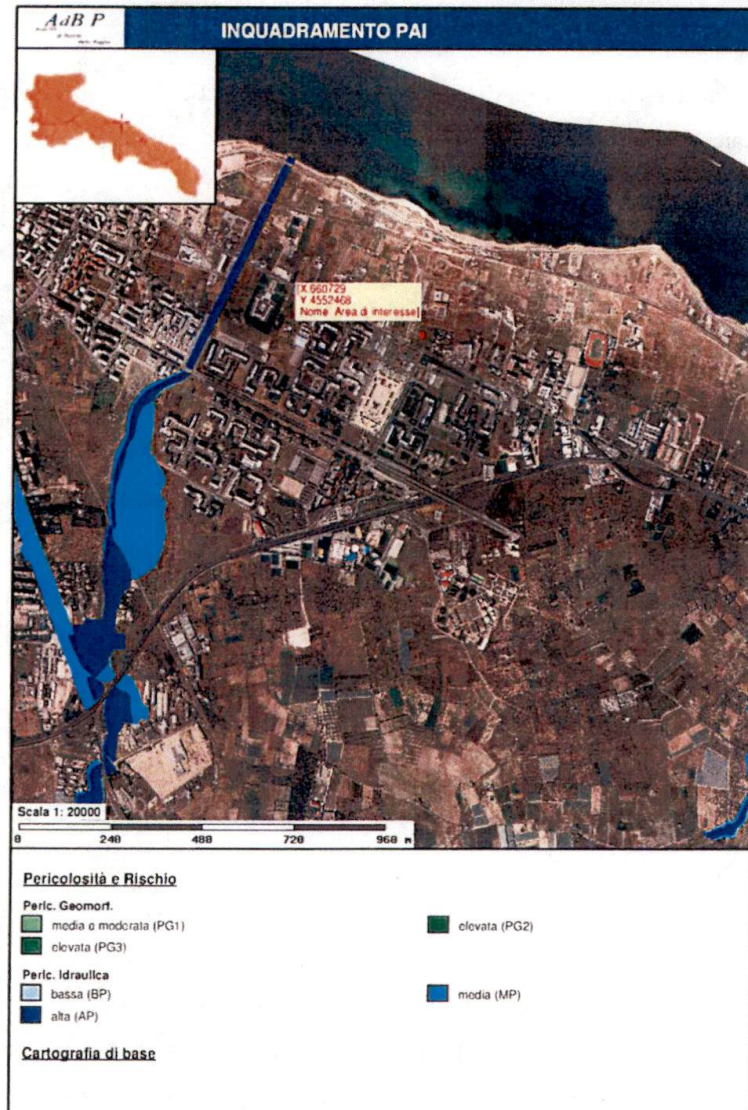 AdB P
INQUADRAMENTO PAI
X 660729
Y 4552468
Nome Area di interesse
Scala 1: 20000
0 240 480 720 960 m
Pericolosità e Rischio
Peric. Geomorf.
media e moderata (PG1)
elevata (PG2)
elevata (PG3)
Peric. Idraulica
bassa (BP)
media (MP)
alta (AP)
Cartografia di base